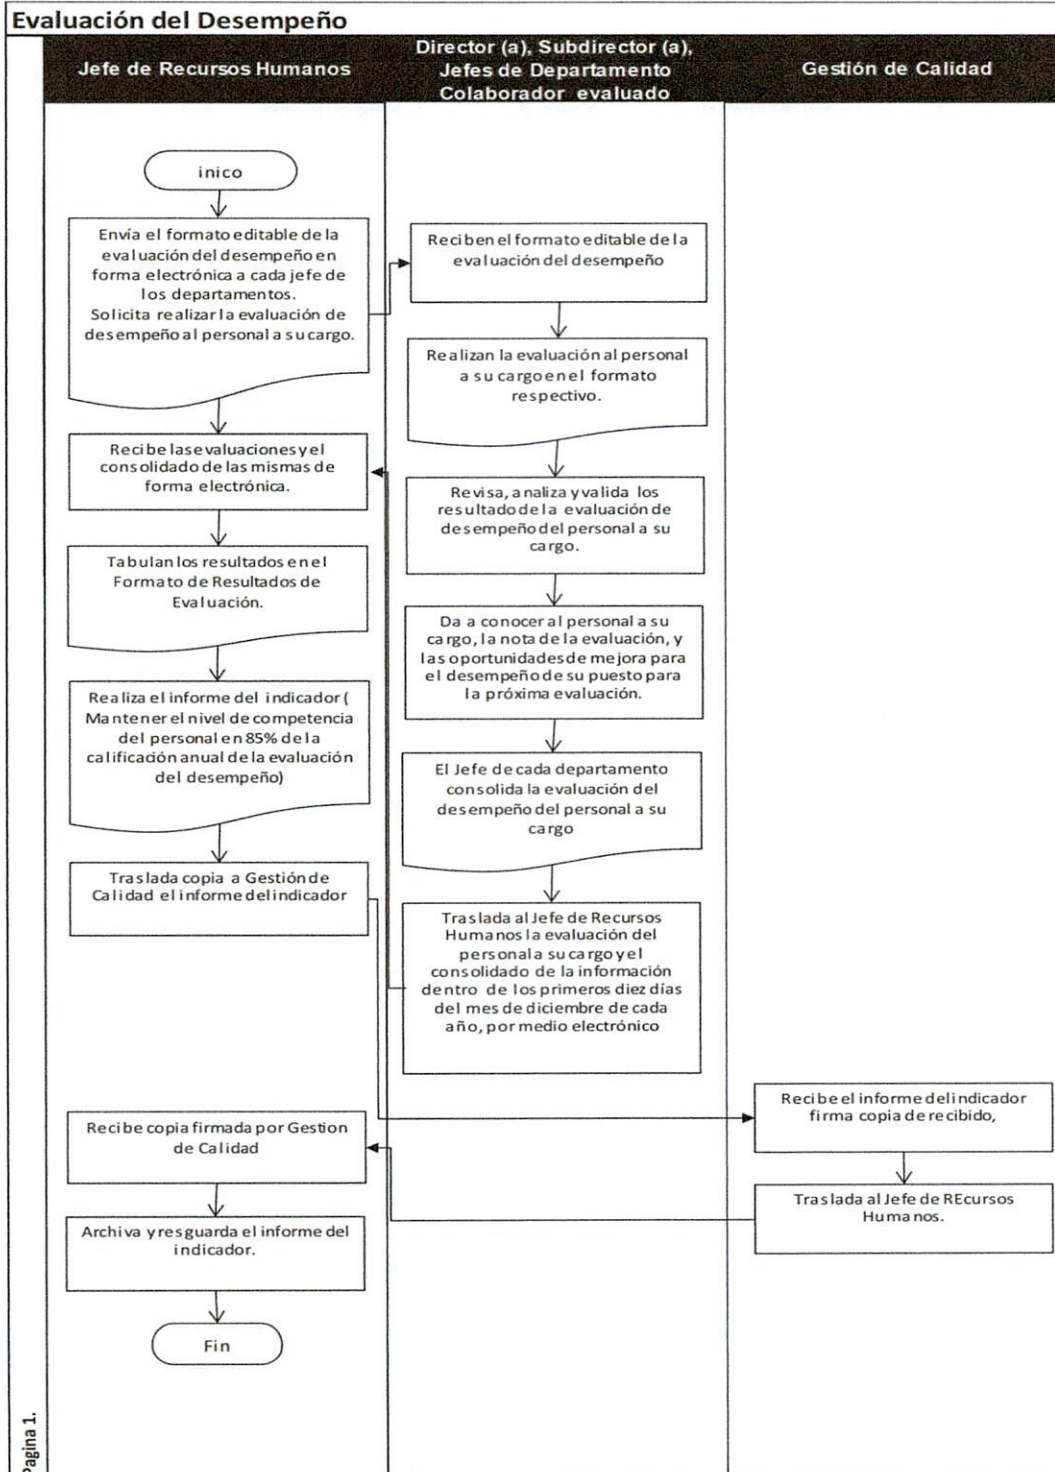 Evaluación del Desempeño
Jefe de Recursos Humanos
Director (a), Subdirector (a),
Jefes de Departamento
Colaborador evaluado
Gestión de Calidad
inico
Envía el formato editable de la
evaluación del desempeño en
forma electrónica a cada jefe de
los departamentos.
Solicita realizar la evaluación de
desempeño al personal a su cargo.
Reciben el formato editable de la
evaluación del desempeño
Realizan la evaluación al personal
a su cargo en el formato
respectivo.
Recibe las evaluaciones y el
consolidado de las mismas de
forma electrónica.
Revisa, analiza y valida los
resultado de la evaluación de
desempeño del personal a su
cargo.
Tabulan los resultados en el
Formato de Resultados de
Evaluación.
Da a conocer al personal a su
cargo, la nota de la evaluación, y
las oportunidades de mejora para
el desempeño de su puesto para
la próxima evaluación.
Realiza el informe del indicador (
Mantener el nivel de competencia
del personal en 85% de la
calificación anual de la evaluación
del desempeño)
El Jefe de cada departamento
consolida la evaluación del
desempeño del personal a su
cargo
Traslada copia a Gestión de
Calidad el informe del indicador
Traslada al Jefe de Recursos
Humanos la evaluación del
personal a su cargo y el
consolidado de la información
dentro de los primeros diez días
del mes de diciembre de cada
año, por medio electrónico
Recibe el informe del indicador
firma copia de recibido,
Recibe copia firmada por Gestion
de Calidad
Traslada al Jefe de REcursos
Humanos.
Archiva y resguarda el informe del
indicador.
Fin
Pagina 1.